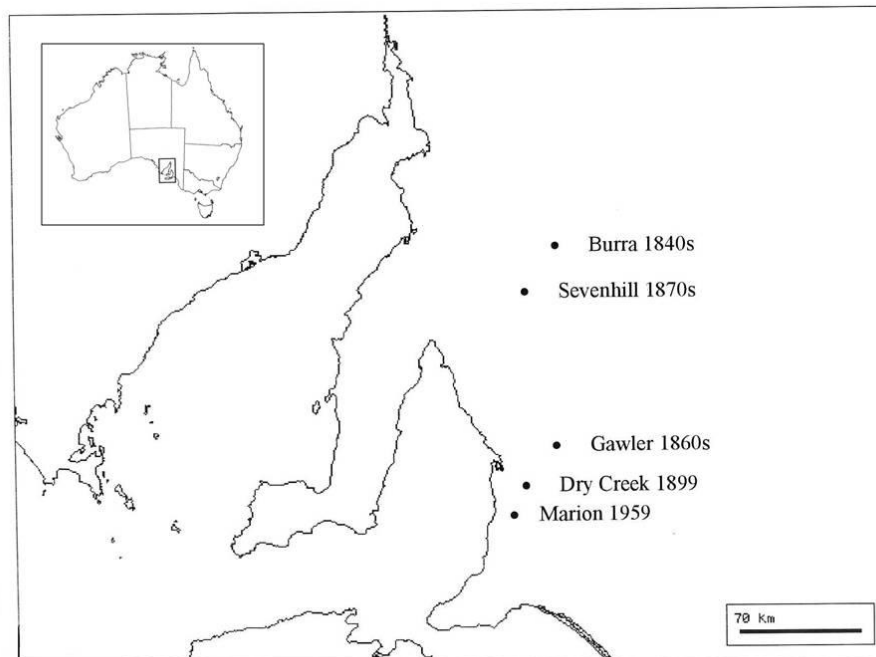 Burra 1840s
Sevenhill 1870s
Gawler 1860s
Dry Creek 1899
Marion 1959
70 Km